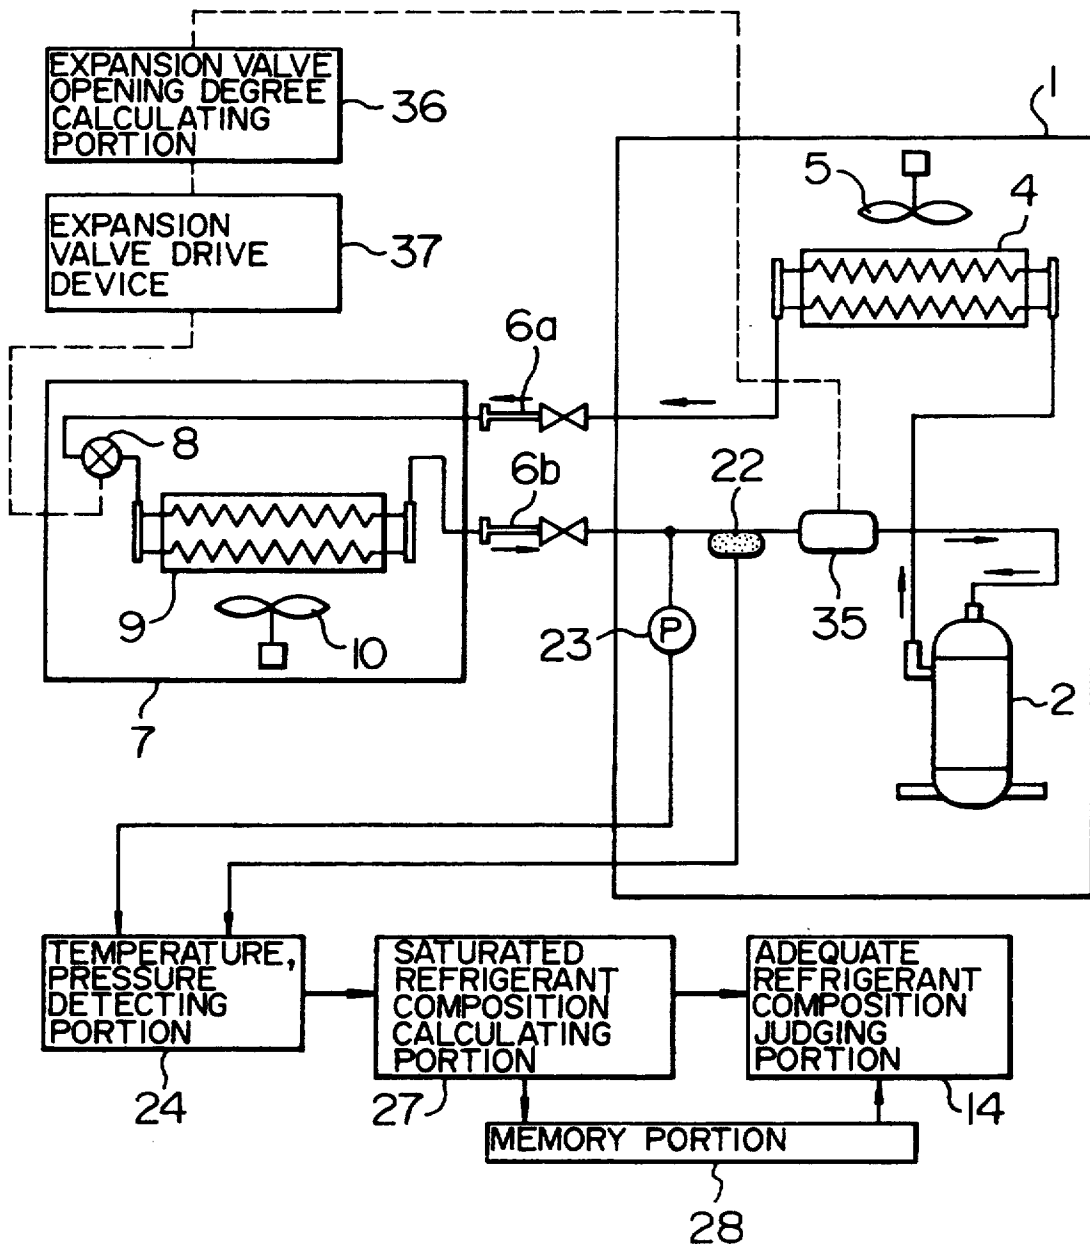 EXPANSION VALVE
OPENING DEGREE
CALCULATING
PORTION
36
EXPANSION
VALVE DRIVE
DEVICE
37
1
5
4
6a
8
6b
22
9
10
23
P
35
2
7
TEMPERATURE,
PRESSURE
DETECTING
PORTION
24
SATURATED
REFRIGERANT
COMPOSITION
CALCULATING
PORTION
27
ADEQUATE
REFRIGERANT
COMPOSITION
JUDGING
PORTION
14
MEMORY PORTION
28